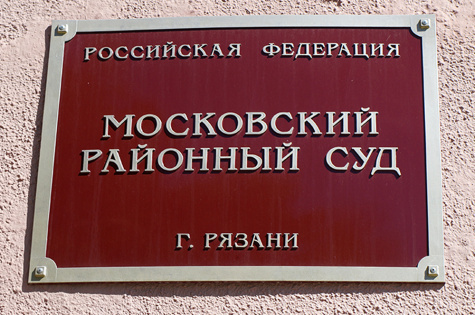 РОССИЙСКАЯ ФЕДЕРАЦИЯ
МОСКОВСКИЙ
РАЙОННЫЙ СУД
Г. РЯЗАНИ